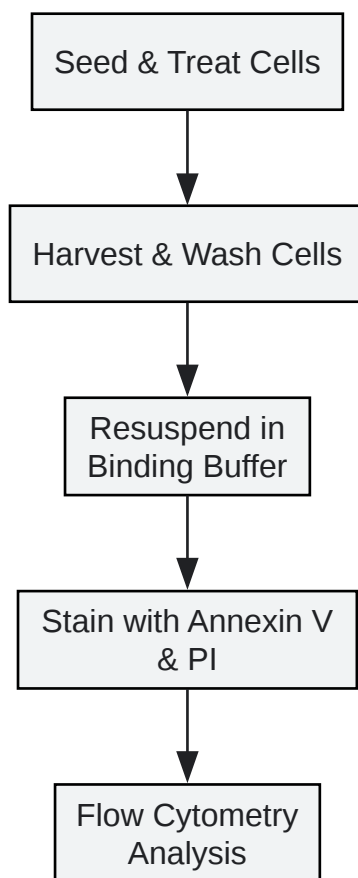 Seed & Treat Cells
Harvest & Wash Cells
Resuspend in
Binding Buffer
Stain with Annexin V
& PI
Flow Cytometry
Analysis